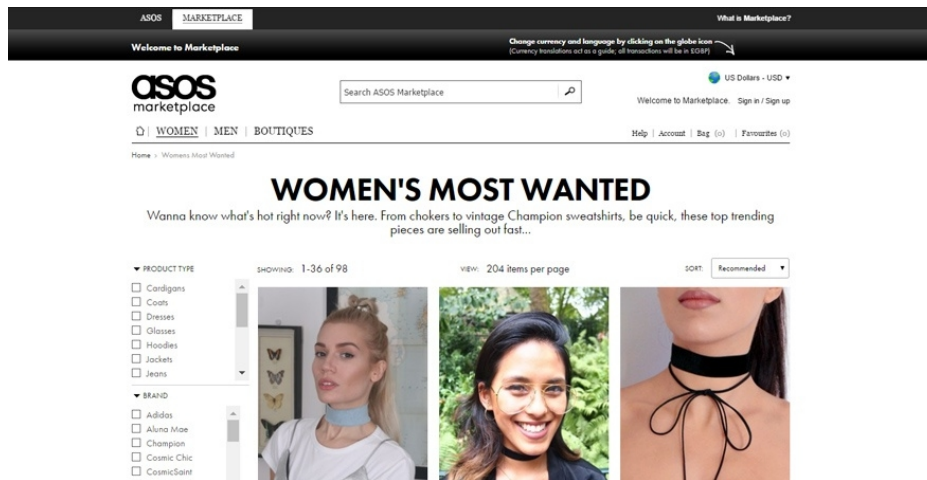 ASOS
MARKETPLACE
What is Marketplace?
Welcome to Marketplace
Change currency and language by clicking on the globe icon
(Currency translations act as a guide; all transactions will be in £GBP)
asos
marketplace
Search ASOS Marketplace
US Dollars - USD
Welcome to Marketplace. Sign in / Sign up
WOMEN | MEN | BOUTIQUES
Help | Account | Bag (0) | Favourites (0)
Home > Womens Most Wanted
WOMEN'S MOST WANTED
Wanna know what's hot right now? It's here. From chokers to vintage Champion sweatshirts, be quick, these top trending
pieces are selling out fast...
PRODUCT TYPE
SHOWING: 1-36 of 98
VIEW: 204 items per page
SORT: Recommended
Cardigans
Coats
Dresses
Glasses
Hoodies
Jackets
Jeans
BRAND
Adidas
Aluna Mae
Champion
Cosmic Chic
CosmicSaint